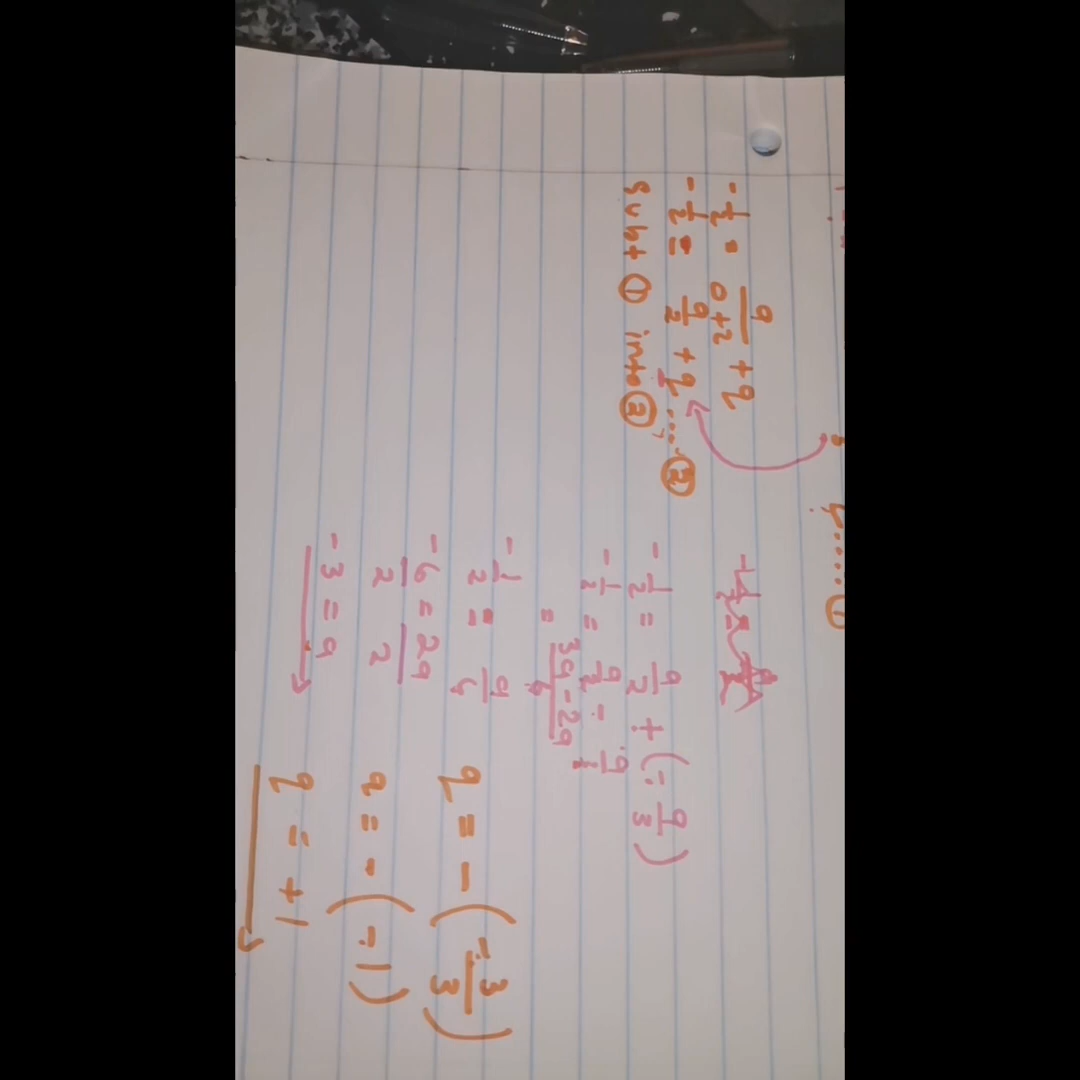 -1/2 = a/(0+2) + q
-1/2 = a/2 + q .... ②
Subt ① into ②
.... ①
-1/2 = a/2 + (-a/3)
-1/2 = a/2 - a/3
= (3a - 2a)/6
-1/2 = a/6
-6/2 = 2a/2
-3 = a
q = -(-3/3)
q = -(-1)
q = +1